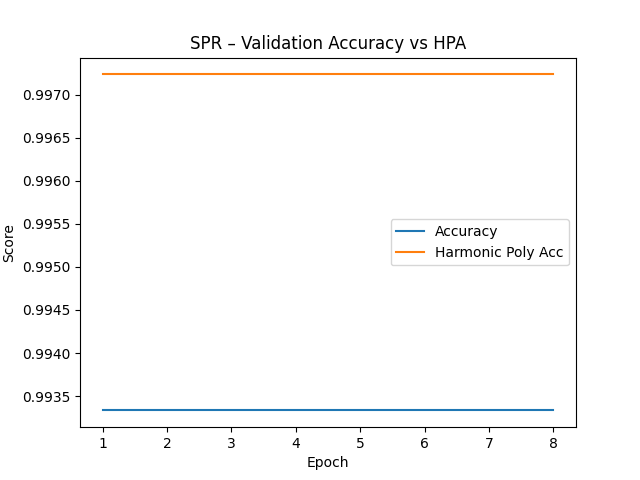 SPR – Validation Accuracy vs HPA
0.9970
0.9965
0.9960
0.9955
0.9950
0.9945
0.9940
0.9935
Score
Accuracy
Harmonic Poly Acc
1 2 3 4 5 6 7 8
Epoch